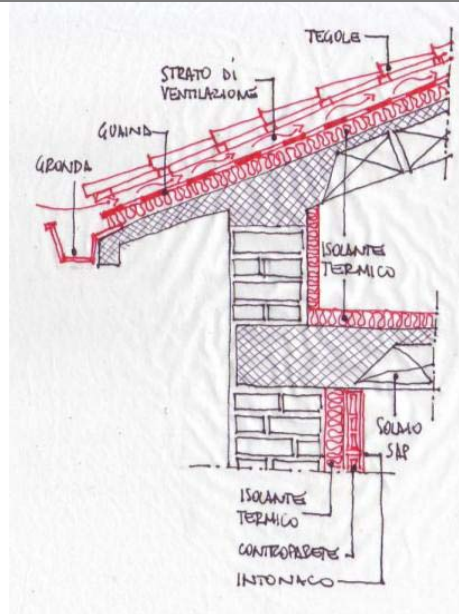 TEGOLE
STRATO DI
VENTILAZIONE
GUAINA
GRONDA
ISOLANTE
TERMICO
SOLAIO
SAP
ISOLANTE
TERMICO
CONTROPARETE
INTONACO